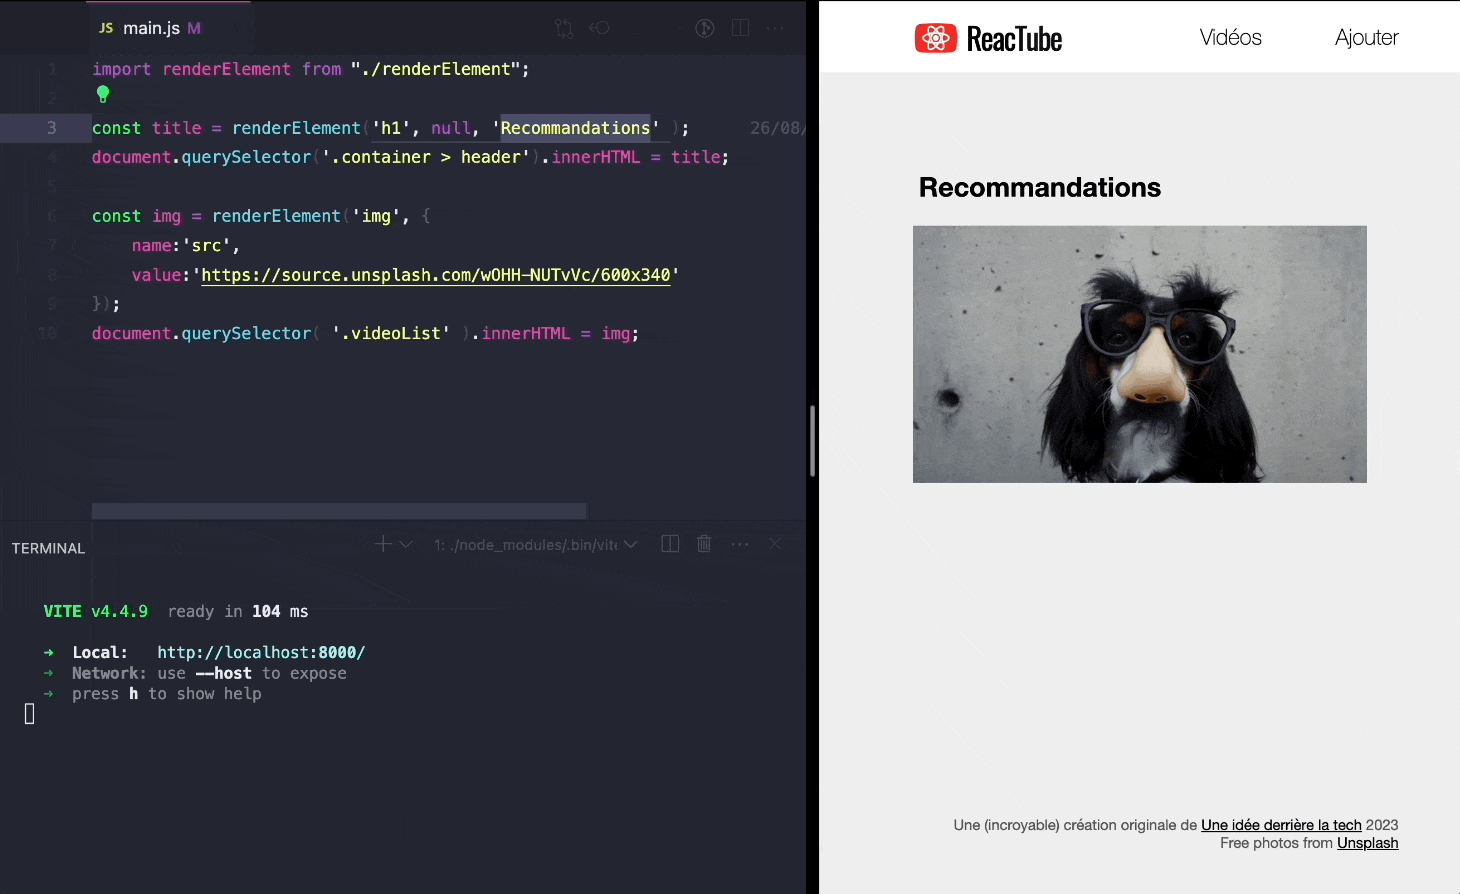 JS main.js M
1 import renderElement from "./renderElement";
2
3 const title = renderElement('h1', null, 'Recommandations' ); 26/08/
4 document.querySelector('.container > header').innerHTML = title;
5
6 const img = renderElement('img', {
7 name:'src',
8 value:'https://source.unsplash.com/wOHH-NUTvVc/600x340'
9 });
10 document.querySelector( '.videoList' ).innerHTML = img;
TERMINAL
1: ./node_modules/.bin/vite
VITE v4.4.9 ready in 104 ms
➜ Local: http://localhost:8000/
➜ Network: use --host to expose
➜ press h to show help
ReacTube
Vidéos
Ajouter
Recommandations
Une (incroyable) création originale de Une idée derrière la tech 2023
Free photos from Unsplash